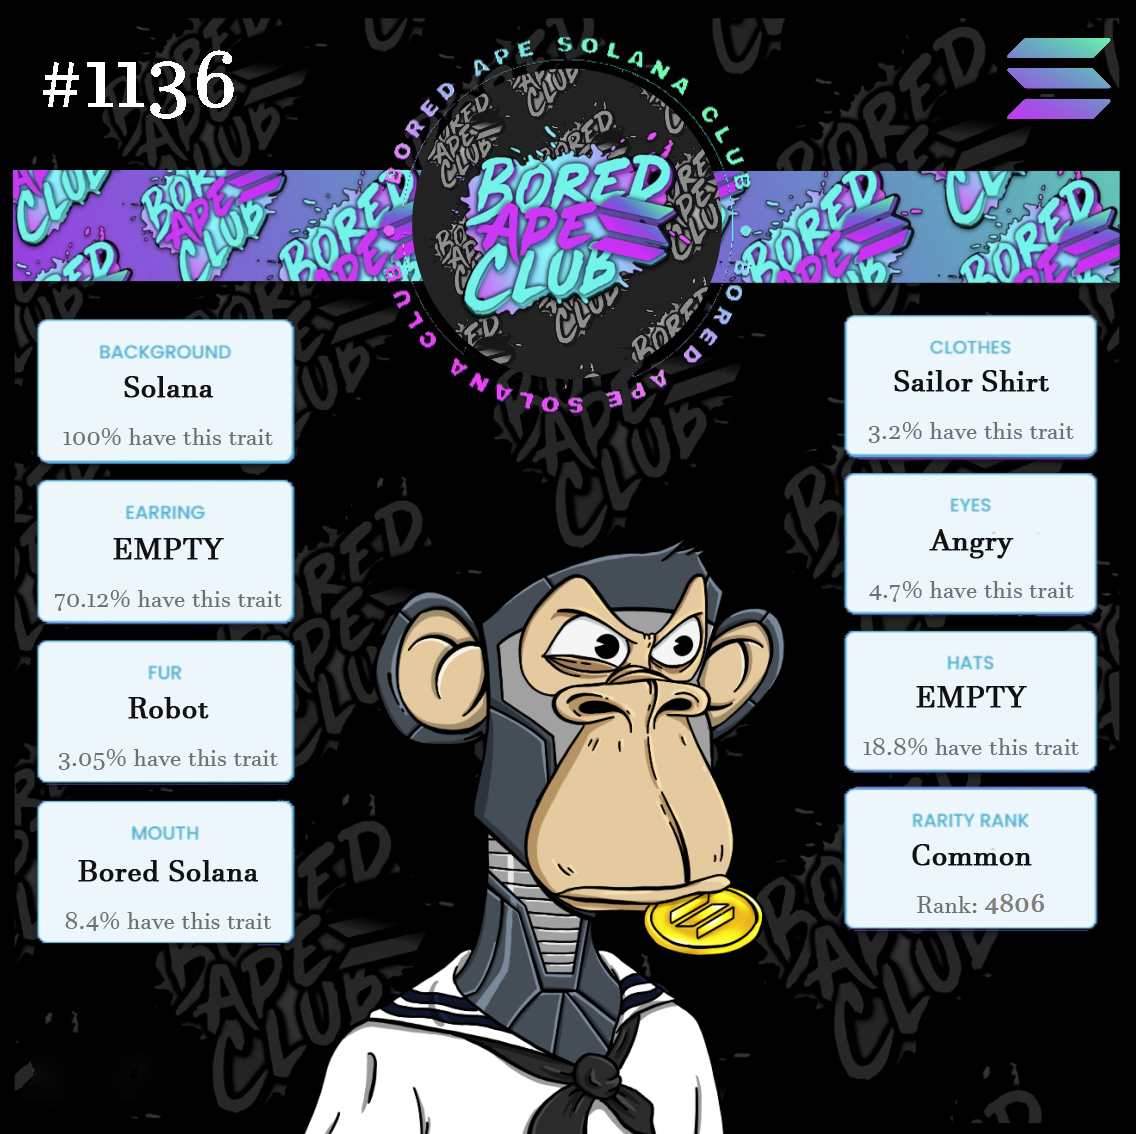 #1136
BORED APE SOLANA CLUB
BORED APE SOLANA CLUB
BORED
APE
CLUB
BACKGROUND
Solana
100% have this trait
EARRING
EMPTY
70.12% have this trait
FUR
Robot
3.05% have this trait
MOUTH
Bored Solana
8.4% have this trait
CLOTHES
Sailor Shirt
3.2% have this trait
EYES
Angry
4.7% have this trait
HATS
EMPTY
18.8% have this trait
RARITY RANK
Common
Rank: 4806